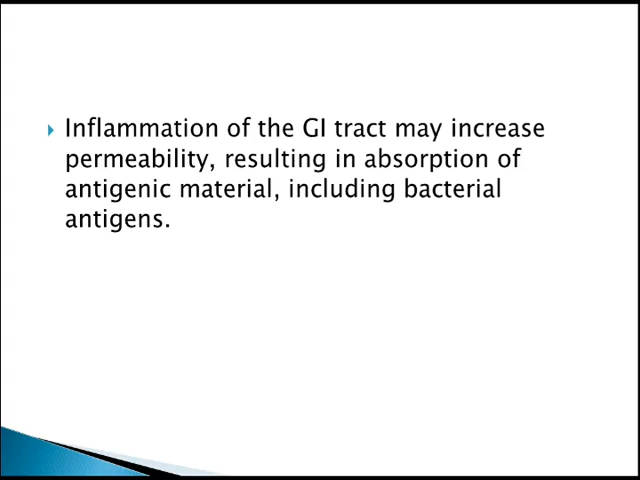 Inflammation of the GI tract may increase
permeability, resulting in absorption of
antigenic material, including bacterial
antigens.